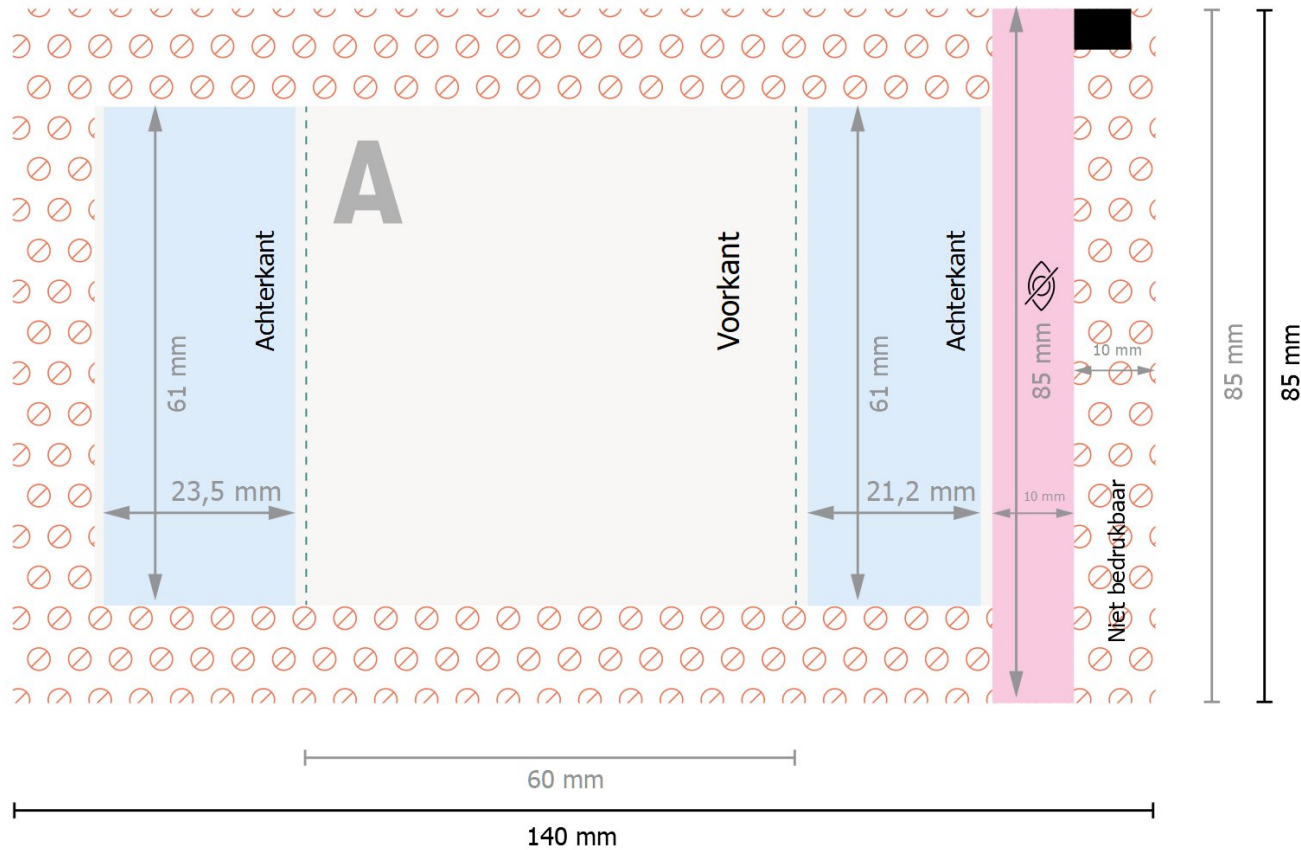 A
Achterkant
61 mm
23,5 mm
Voorkant
Achterkant
61 mm
21,2 mm
85 mm
10 mm
10 mm
Niet bedrukbaar
85 mm
85 mm
60 mm
140 mm